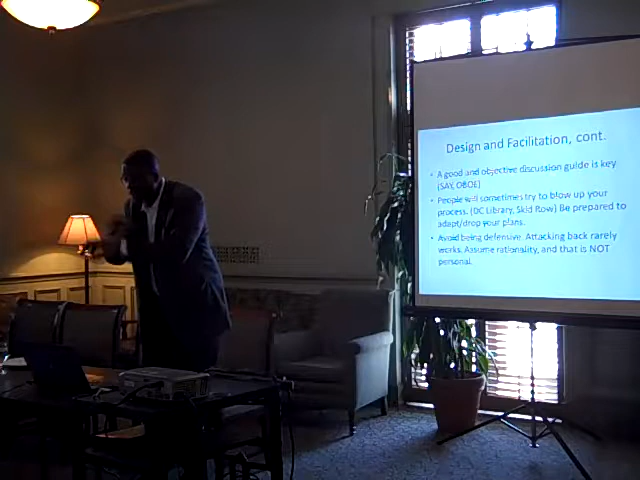 Design and Facilitation, cont.
• A good and objective discussion guide is key
(SAY, OBOE)
• People will sometimes try to blow up your
process. (DC Library, Skid Row) Be prepared to
adapt/drop your plans.
• Avoid being defensive. Attacking back rarely
works. Assume rationality, and that is NOT
personal.